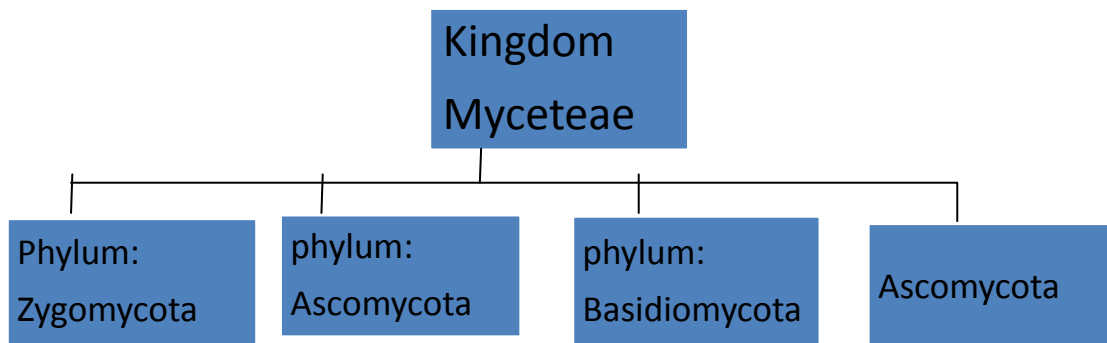 Kingdom
Myceteae
Phylum:
Zygomycota
phylum:
Ascomycota
phylum:
Basidiomycota
Ascomycota